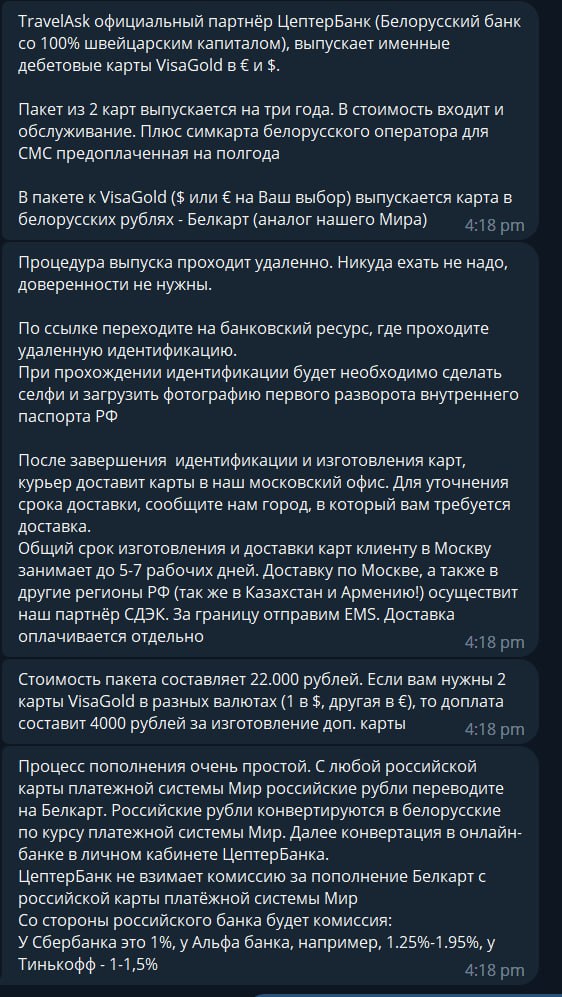 TravelAsk официальный партнёр ЦептерБанк (Белорусский банк
со 100% швейцарским капиталом), выпускает именные
дебетовые карты VisaGold в € и $.
Пакет из 2 карт выпускается на три года. В стоимость входит и
обслуживание. Плюс симкарта белорусского оператора для
СМС предоплаченная на полгода
В пакете к VisaGold ($ или € на Ваш выбор) выпускается карта в
белорусских рублях - Белкарт (аналог нашего Мира)
4:18 pm
Процедура выпуска проходит удаленно. Никуда ехать не надо,
доверенности не нужны.
По ссылке переходите на банковский ресурс, где проходите
удаленную идентификацию.
При прохождении идентификации будет необходимо сделать
селфи и загрузить фотографию первого разворота внутреннего
паспорта РФ
После завершения  идентификации и изготовления карт,
курьер доставит карты в наш московский офис. Для уточнения
срока доставки, сообщите нам город, в который вам требуется
доставка.
Общий срок изготовления и доставки карт клиенту в Москву
занимает до 5-7 рабочих дней. Доставку по Москве, а также в
другие регионы РФ (так же в Казахстан и Армению!) осуществит
наш партнёр СДЭК. За границу отправим EMS. Доставка
оплачивается отдельно
4:18 pm
Стоимость пакета составляет 22.000 рублей. Если вам нужны 2
карты VisaGold в разных валютах (1 в $, другая в €), то доплата
составит 4000 рублей за изготовление доп. карты
4:18 pm
Процесс пополнения очень простой. С любой российской
карты платежной системы Мир российские рубли переводите
на Белкарт. Российские рубли конвертируются в белорусские
по курсу платежной системы Мир. Далее конвертация в онлайн-
банке в личном кабинете ЦептерБанка.
ЦептерБанк не взимает комиссию за пополнение Белкарт с
российской карты платёжной системы Мир
Со стороны российского банка будет комиссия:
У Сбербанка это 1%, у Альфа банка, например, 1.25%-1.95%, у
Тинькофф - 1-1,5%
4:18 pm